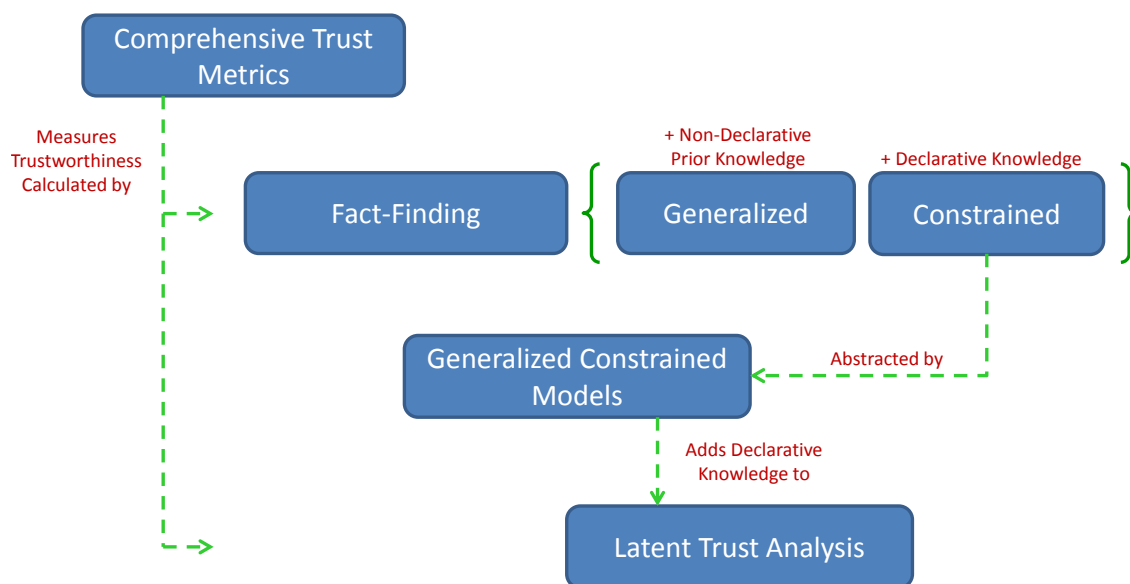 Comprehensive Trust
Metrics
Measures
Trustworthiness
Calculated by
+ Non-Declarative
Prior Knowledge
+ Declarative Knowledge
Fact-Finding
Generalized
Constrained
Generalized Constrained
Models
Abstracted by
Adds Declarative
Knowledge to
Latent Trust Analysis